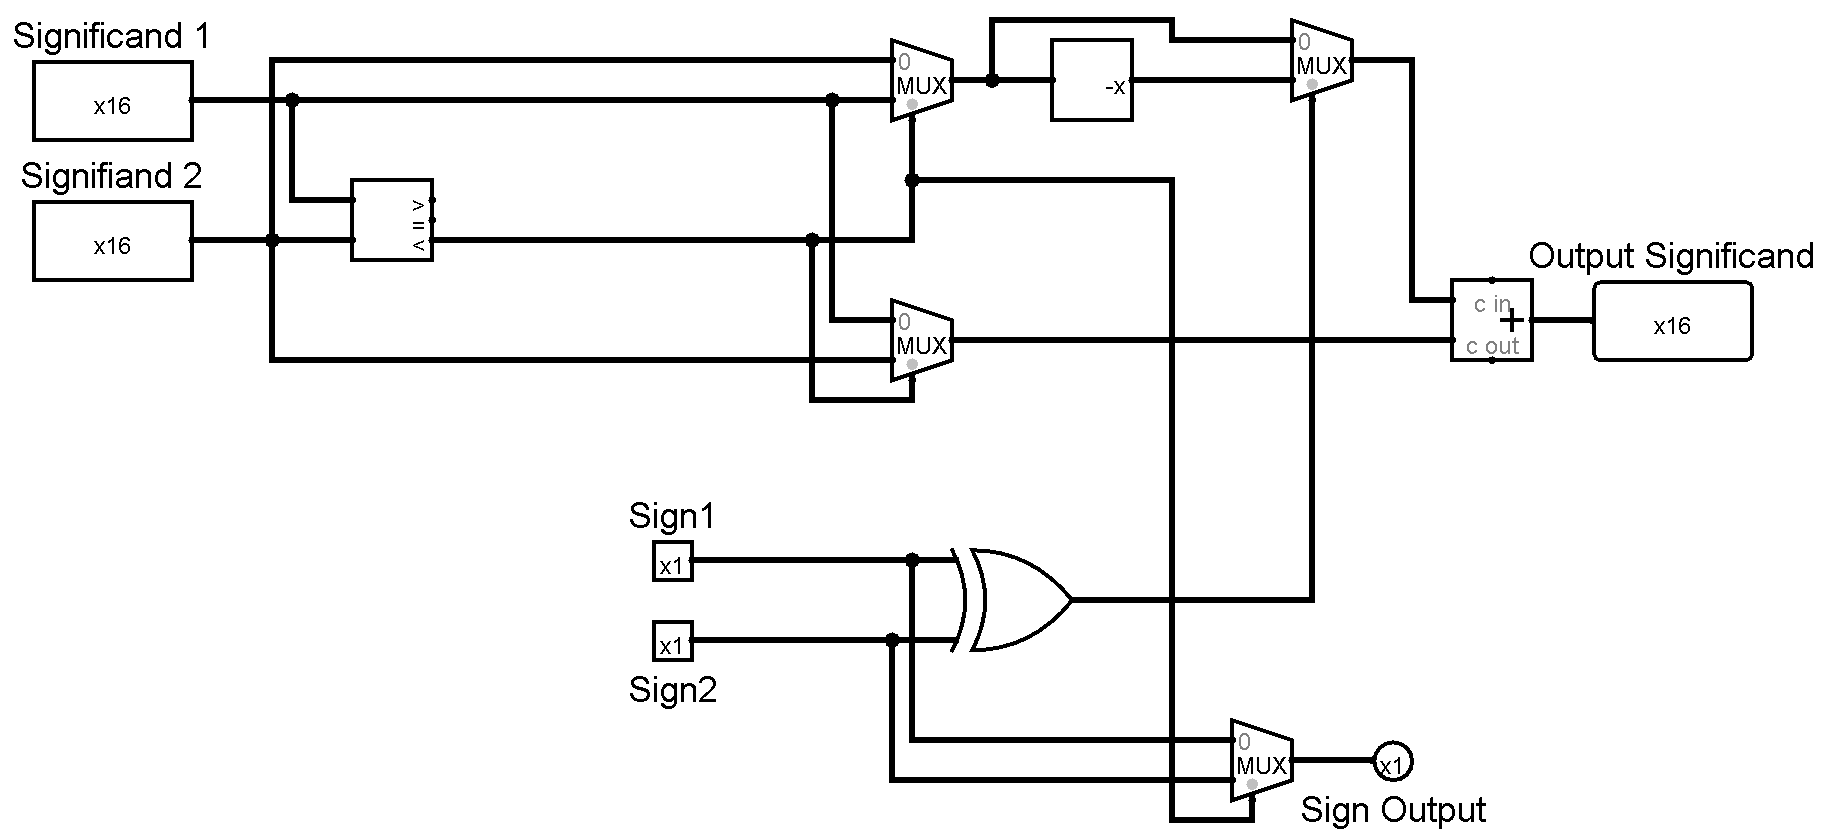 Significand 1
x16
Signifiand 2
x16
> = <
0
MUX
-x
0
MUX
0
MUX
Output Significand
c in
+
c out
x16
Sign1
x1
x1
Sign2
0
MUX
x1
Sign Output